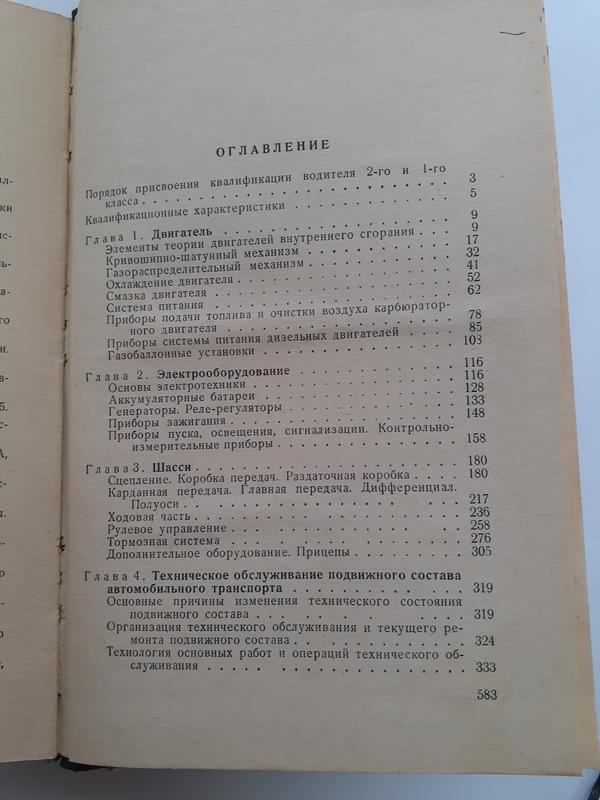 ОГЛАВЛЕНИЕ
Порядок присвоения квалификации водителя 2-го и 1-го
класса . . . 3
Квалификационные характеристики . . . 5
Глава 1. Двигатель . . . 9
Элементы теории двигателей внутреннего сгорания . . . 9
Кривошипно-шатунный механизм . . . 17
Газораспределительный механизм . . . 32
Охлаждение двигателя . . . 41
Смазка двигателя . . . 52
Система питания . . . 62
Приборы подачи топлива и очистки воздуха карбюратор-
ного двигателя . . . 78
Приборы системы питания дизельных двигателей . . . 85
Газобаллонные установки . . . 103
Глава 2. Электрооборудование . . . 116
Основы электротехники . . . 116
Аккумуляторные батареи . . . 128
Генераторы. Реле-регуляторы . . . 133
Приборы зажигания . . . 148
Приборы пуска, освещения, сигнализации. Контрольно-
измерительные приборы . . . 158
Глава 3. Шасси . . . 180
Сцепление. Коробка передач. Раздаточная коробка . . . 180
Карданная передача. Главная передача. Дифференциал.
Полуоси . . . 217
Ходовая часть . . . 236
Рулевое управление . . . 258
Тормозная система . . . 276
Дополнительное оборудование. Прицепы . . . 305
Глава 4. Техническое обслуживание подвижного состава
автомобильного транспорта . . . 319
Основные причины изменения технического состояния
подвижного состава . . . 319
Организация технического обслуживания и текущего ре-
монта подвижного состава . . . 324
Технология основных работ и операций технического об-
служивания . . . 333
583